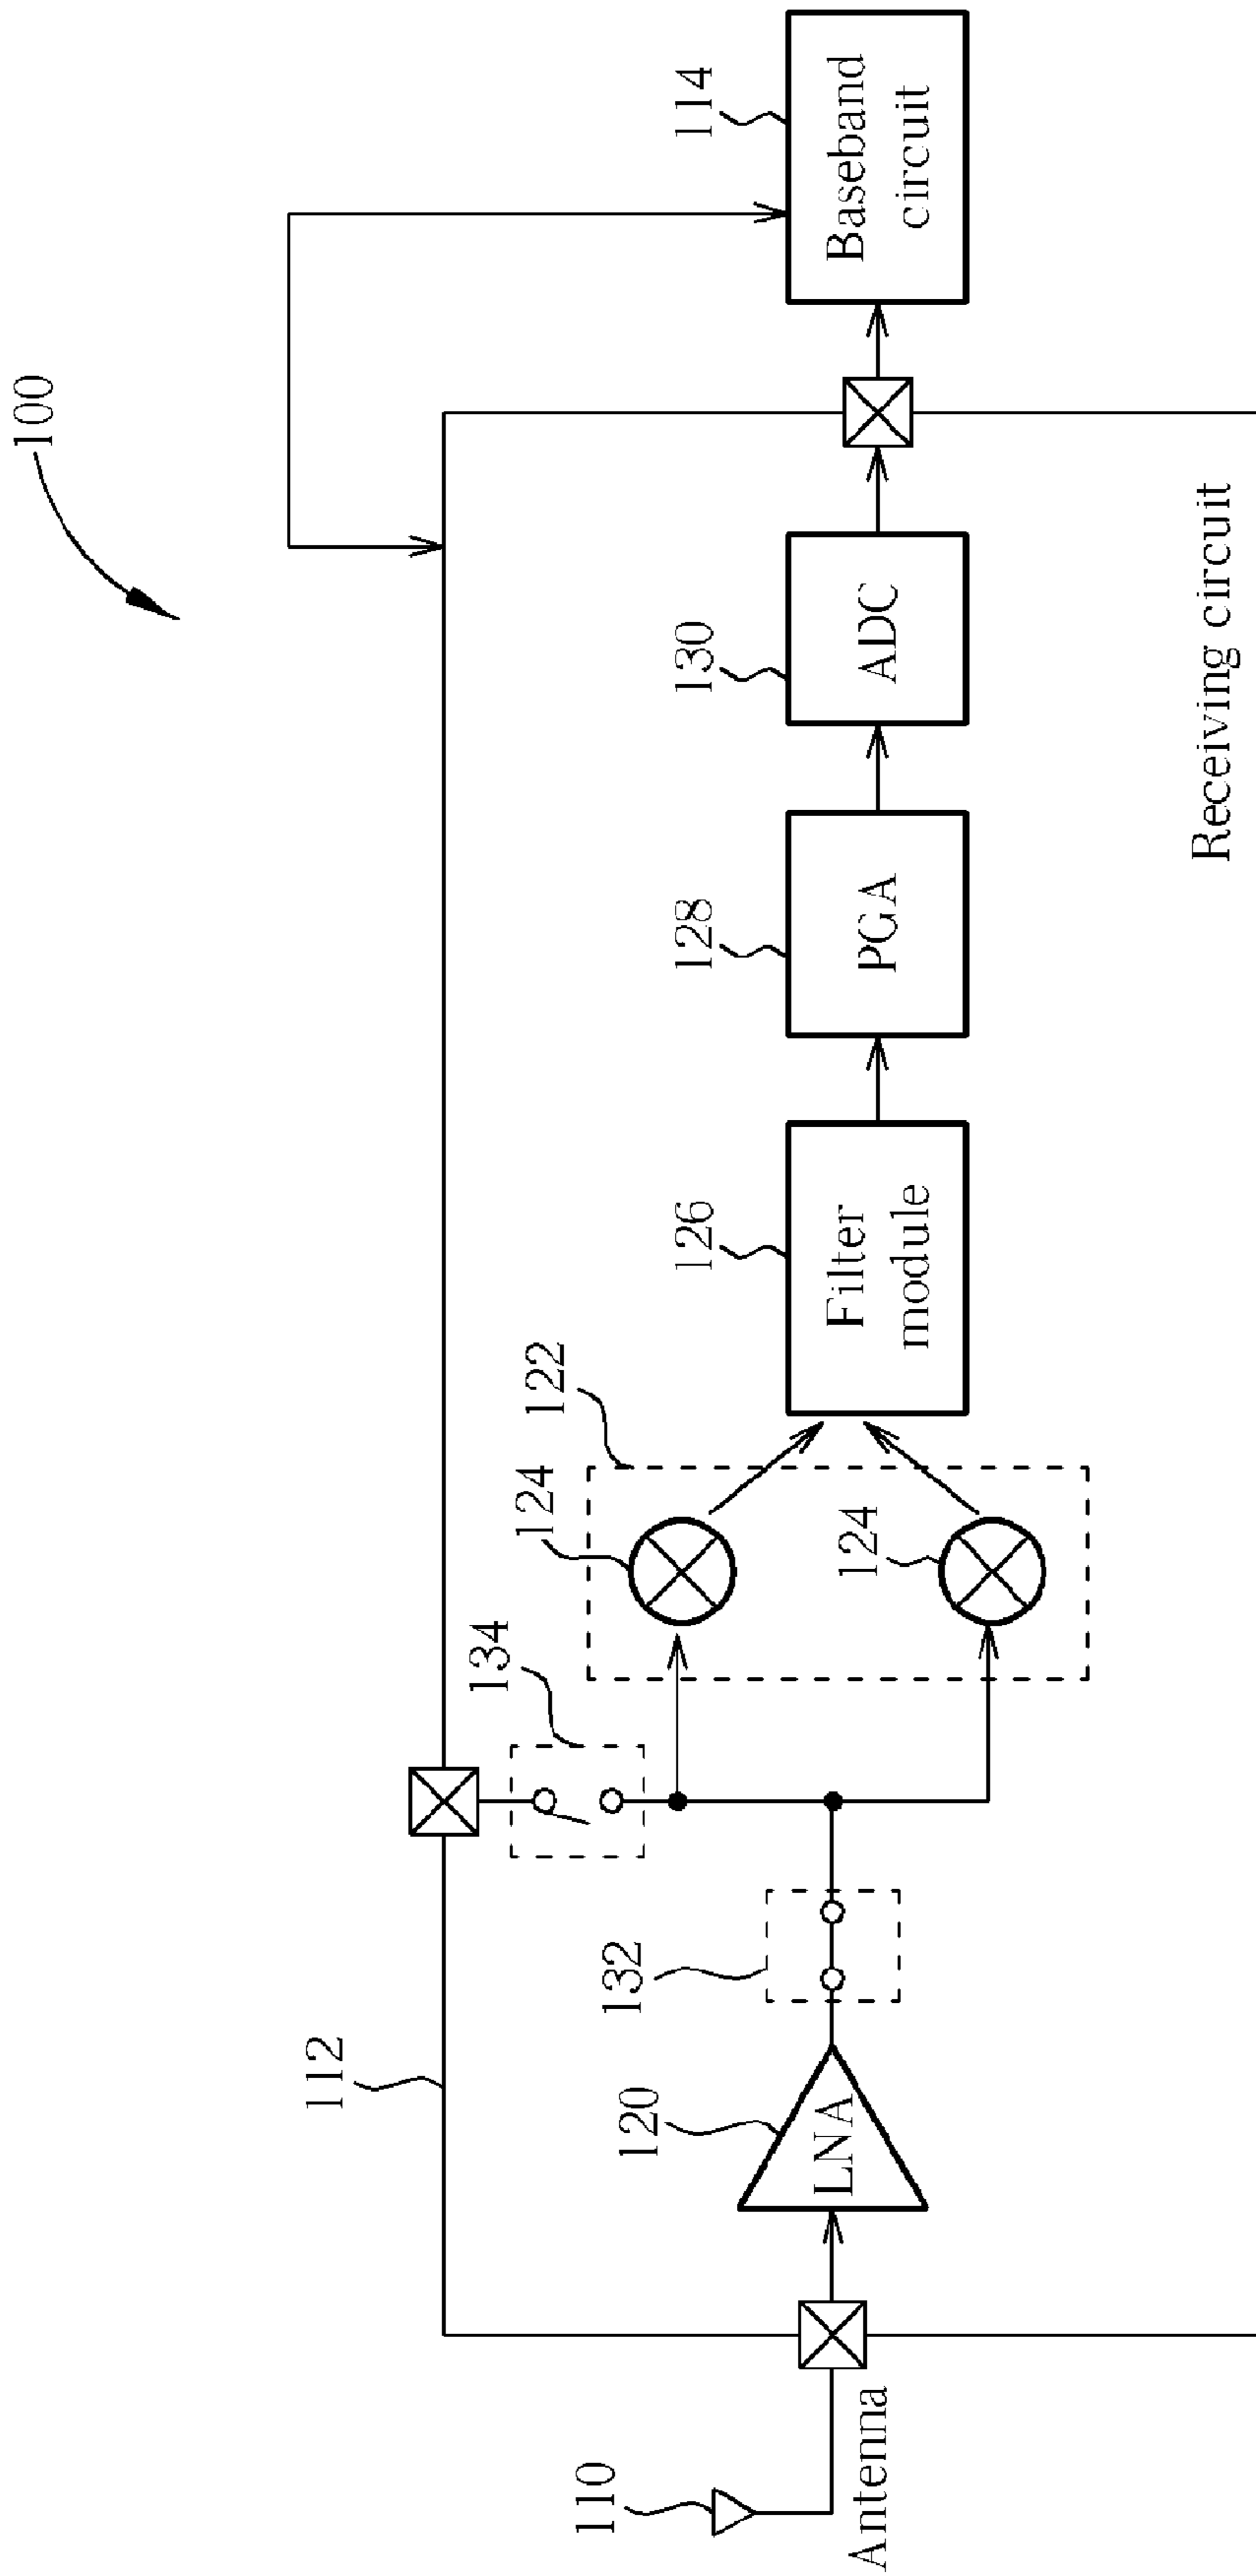 100
112
134
122
110
120
132
124
124
126
128
130
114
LNA
Filter
module
PGA
ADC
Baseband
circuit
Antenna
Receiving circuit